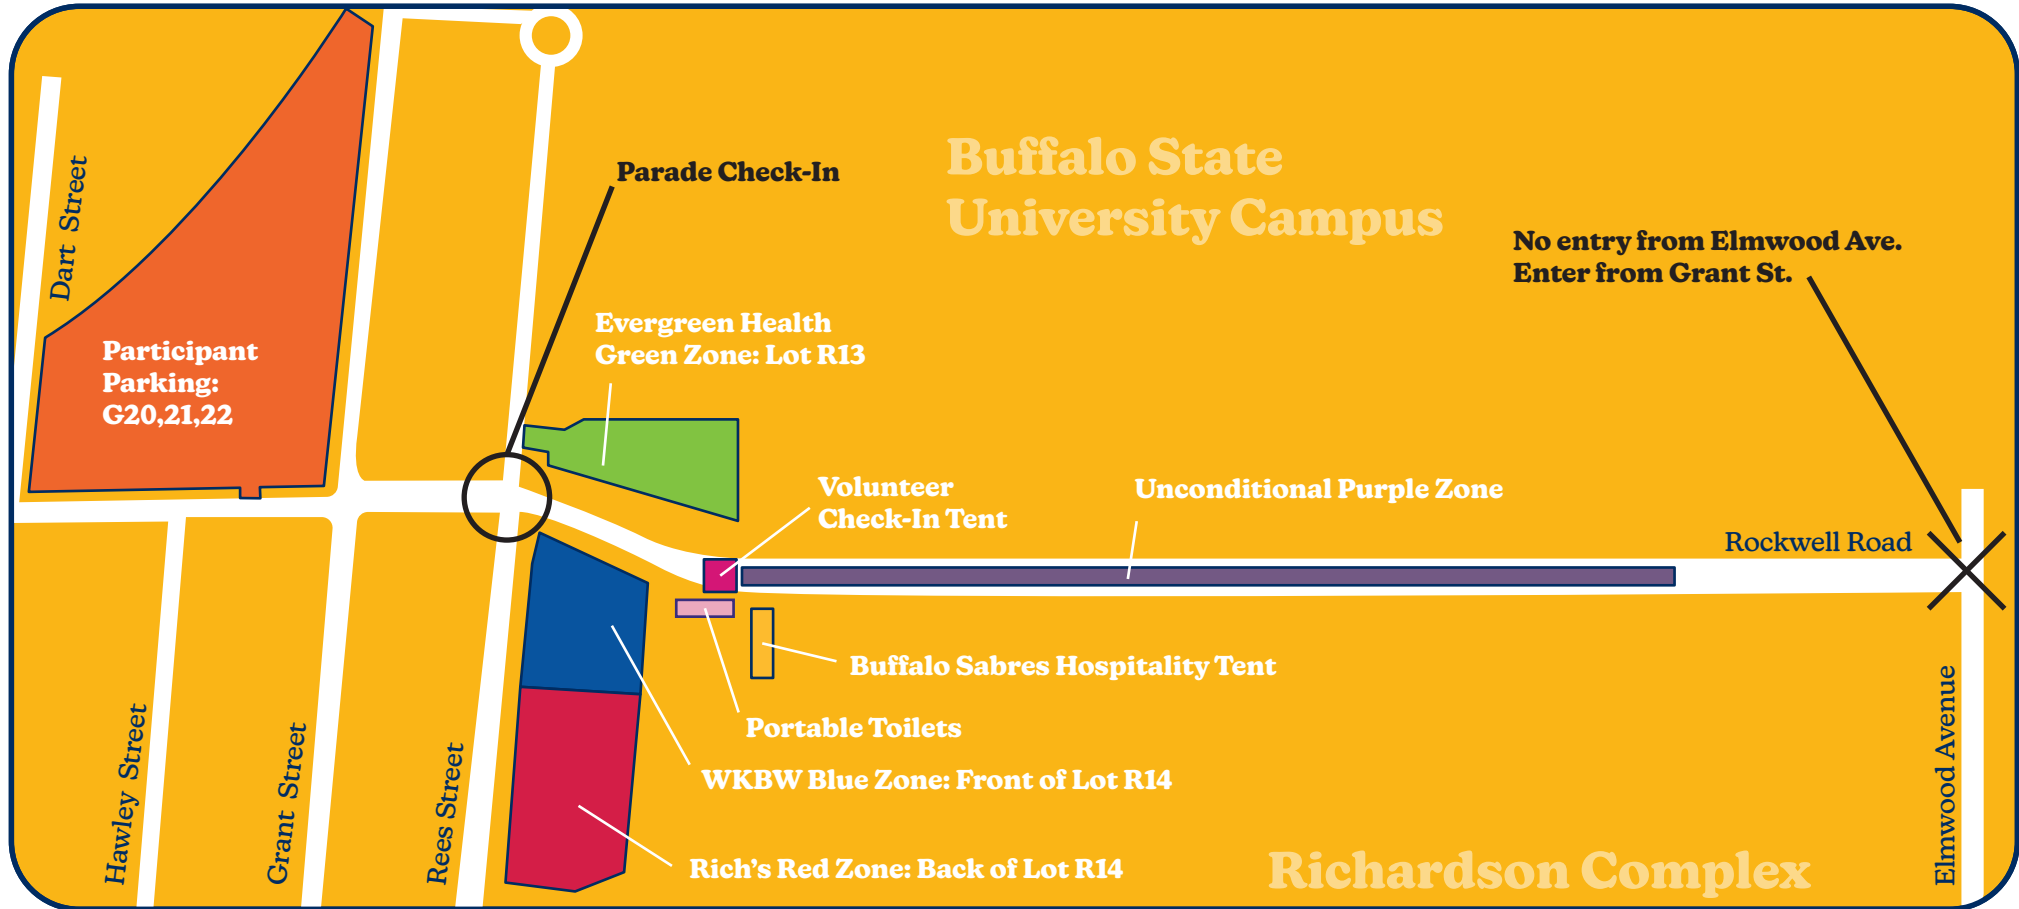 Buffalo State
University Campus
Parade Check-In
Dart Street
No entry from Elmwood Ave.
Enter from Grant St.
Evergreen Health
Green Zone: Lot R13
Participant
Parking:
G20,21,22
Volunteer
Check-In Tent
Unconditional Purple Zone
Rockwell Road
Buffalo Sabres Hospitality Tent
Portable Toilets
WKBW Blue Zone: Front of Lot R14
Hawley Street
Grant Street
Rees Street
Rich's Red Zone: Back of Lot R14
Richardson Complex
Elmwood Avenue